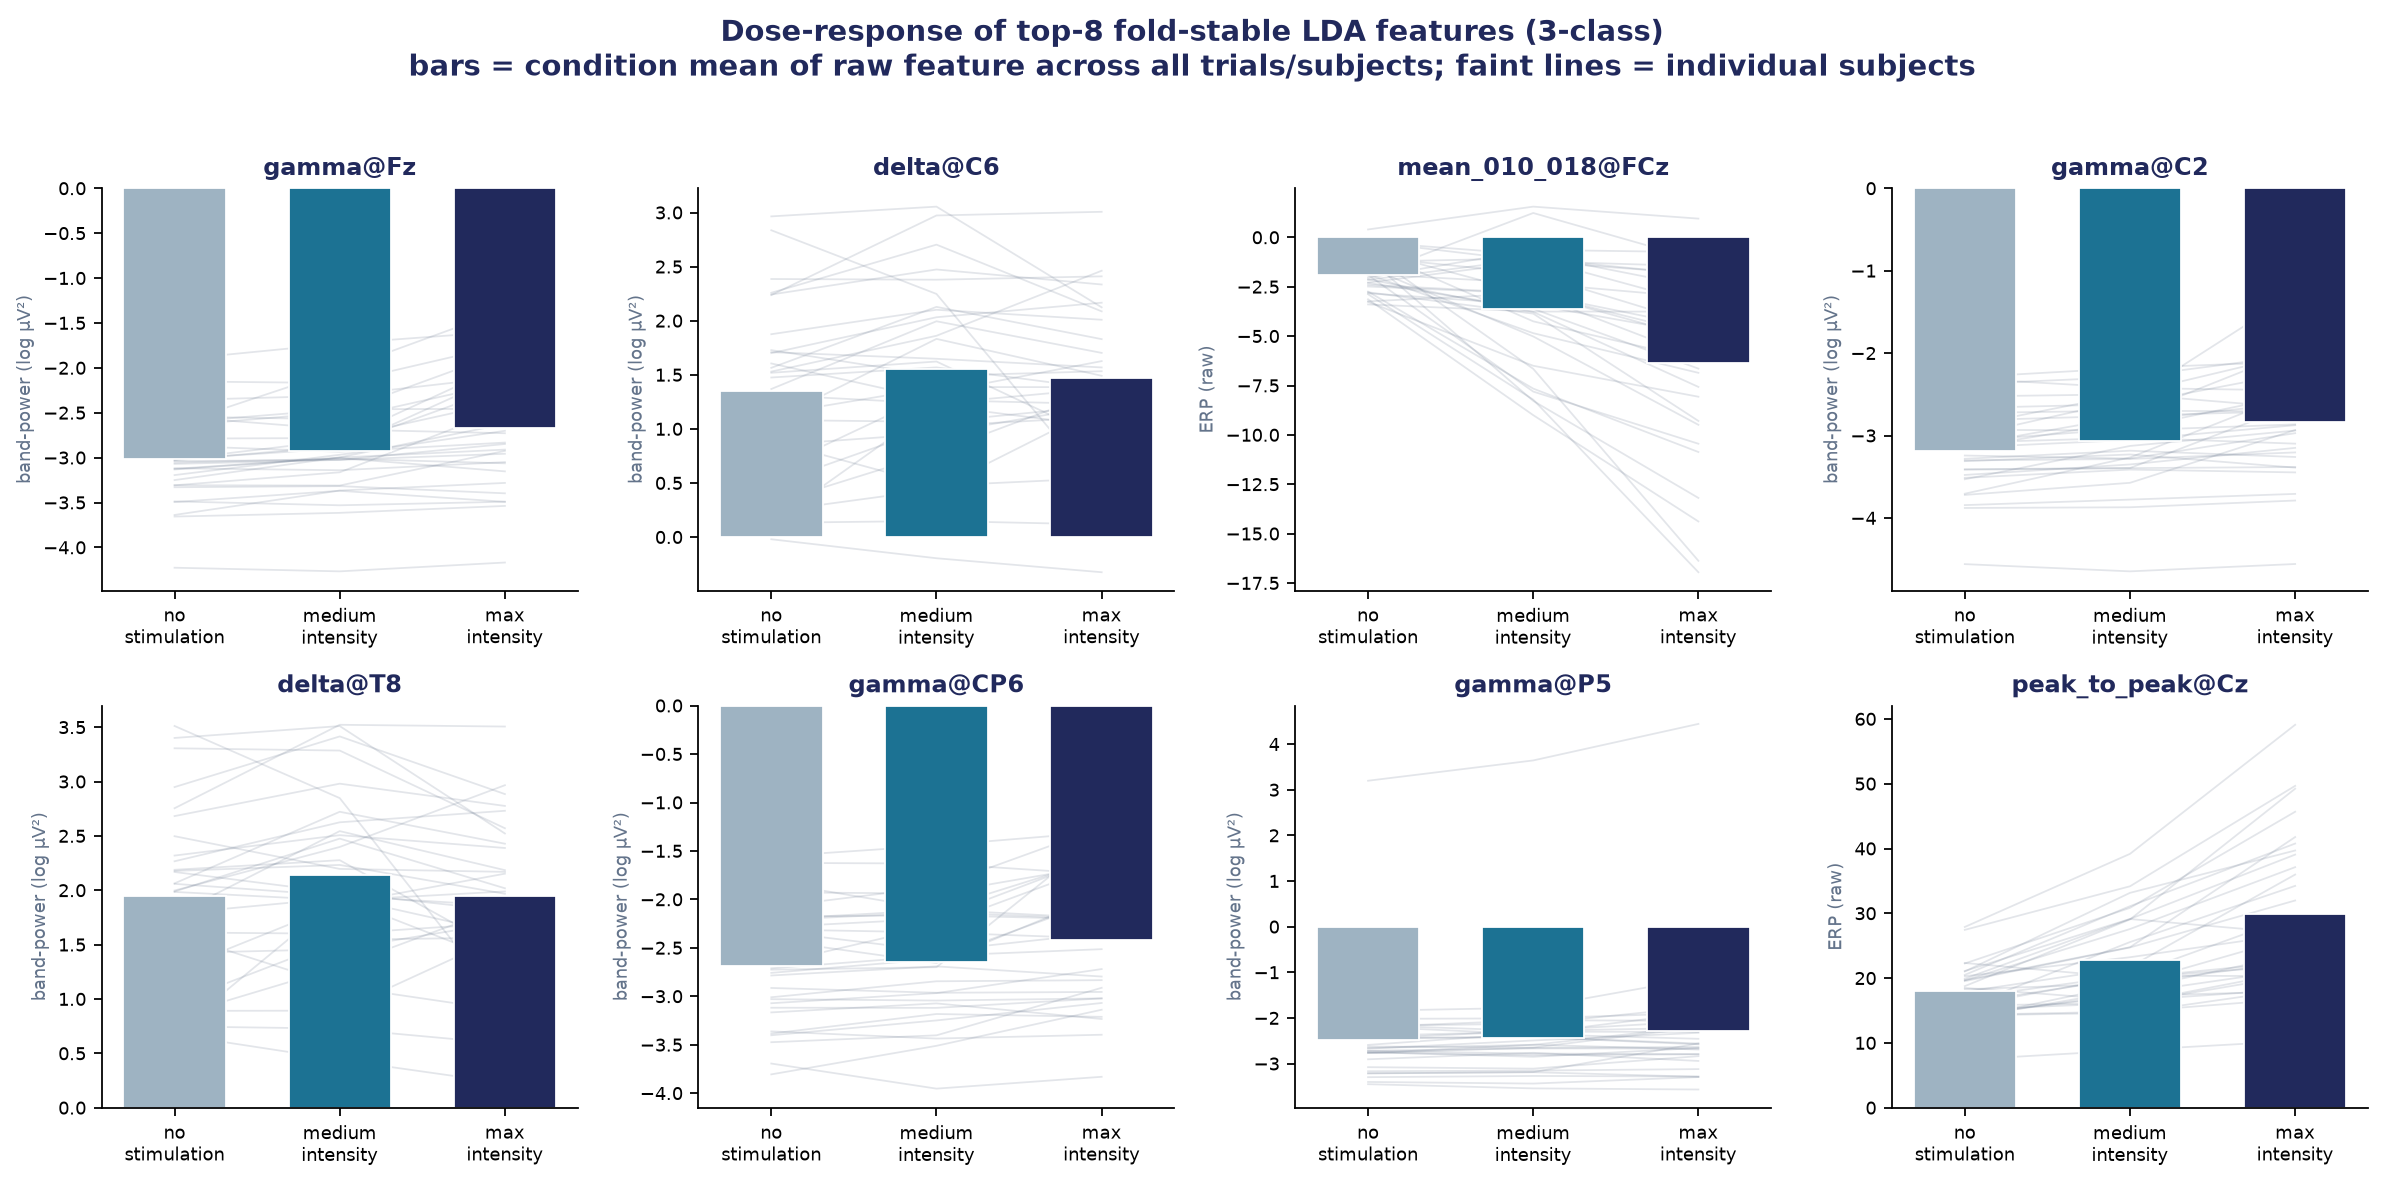 Dose-response of top-8 fold-stable LDA features (3-class)
bars = condition mean of raw feature across all trials/subjects; faint lines = individual subjects
gamma@Fz
band-power (log µV²)
0.0
−0.5
−1.0
−1.5
−2.0
−2.5
−3.0
−3.5
−4.0
no stimulation
medium intensity
max intensity
delta@C6
band-power (log µV²)
3.0
2.5
2.0
1.5
1.0
0.5
0.0
no stimulation
medium intensity
max intensity
mean_010_018@FCz
ERP (raw)
0.0
−2.5
−5.0
−7.5
−10.0
−12.5
−15.0
−17.5
no stimulation
medium intensity
max intensity
gamma@C2
band-power (log µV²)
0
−1
−2
−3
−4
no stimulation
medium intensity
max intensity
delta@T8
band-power (log µV²)
3.5
3.0
2.5
2.0
1.5
1.0
0.5
0.0
no stimulation
medium intensity
max intensity
gamma@CP6
band-power (log µV²)
0.0
−0.5
−1.0
−1.5
−2.0
−2.5
−3.0
−3.5
−4.0
no stimulation
medium intensity
max intensity
gamma@P5
band-power (log µV²)
4
3
2
1
0
−1
−2
−3
no stimulation
medium intensity
max intensity
peak_to_peak@Cz
ERP (raw)
60
50
40
30
20
10
0
no stimulation
medium intensity
max intensity